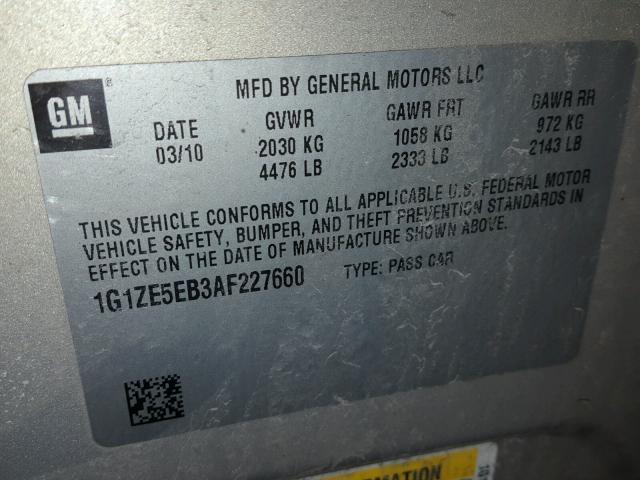 GM
®
MFD BY GENERAL MOTORS LLC
DATE GVWR GAWR FRT GAWR RR
03/10 2030 KG 1058 KG 972 KG
4476 LB 2333 LB 2143 LB
THIS VEHICLE CONFORMS TO ALL APPLICABLE U.S. FEDERAL MOTOR
VEHICLE SAFETY, BUMPER, AND THEFT PREVENTION STANDARDS IN
EFFECT ON THE DATE OF MANUFACTURE SHOWN ABOVE.
1G1ZE5EB3AF227660 TYPE: PASS CAR